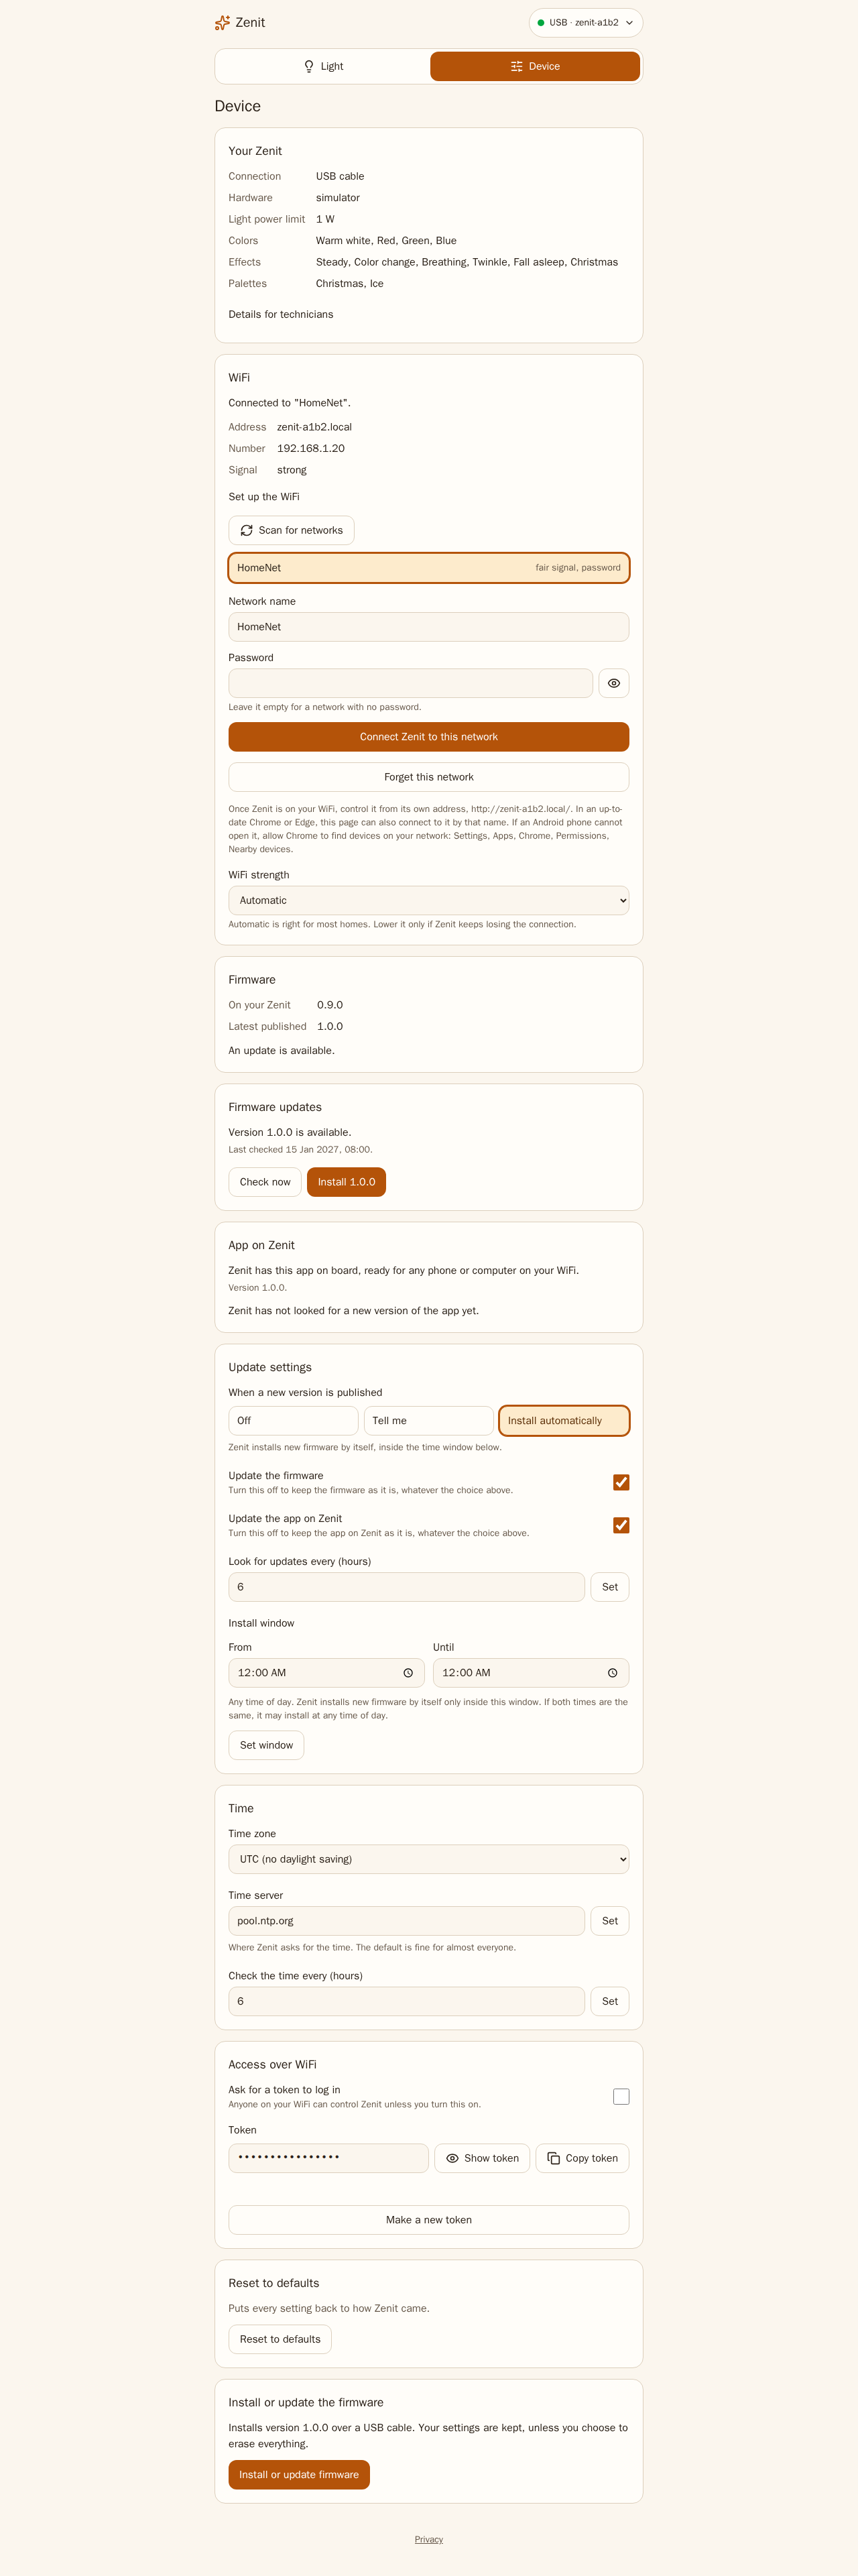 Zenit
USB · zenit-a1b2
Light
Device
Device
Your Zenit
Connection USB cable
Hardware simulator
Light power limit 1 W
Colors Warm white, Red, Green, Blue
Effects Steady, Color change, Breathing, Twinkle, Fall asleep, Christmas
Palettes Christmas, Ice
Details for technicians
WiFi
Connected to "HomeNet".
Address zenit-a1b2.local
Number 192.168.1.20
Signal strong
Set up the WiFi
Scan for networks
HomeNet fair signal, password
Network name
HomeNet
Password
Leave it empty for a network with no password.
Connect Zenit to this network
Forget this network
Once Zenit is on your WiFi, control it from its own address, http://zenit-a1b2.local/. In an up-to-
date Chrome or Edge, this page can also connect to it by that name. If an Android phone cannot
open it, allow Chrome to find devices on your network: Settings, Apps, Chrome, Permissions,
Nearby devices.
WiFi strength
Automatic
Automatic is right for most homes. Lower it only if Zenit keeps losing the connection.
Firmware
On your Zenit 0.9.0
Latest published 1.0.0
An update is available.
Firmware updates
Version 1.0.0 is available.
Last checked 15 Jan 2027, 08:00.
Check now
Install 1.0.0
App on Zenit
Zenit has this app on board, ready for any phone or computer on your WiFi.
Version 1.0.0.
Zenit has not looked for a new version of the app yet.
Update settings
When a new version is published
Off
Tell me
Install automatically
Zenit installs new firmware by itself, inside the time window below.
Update the firmware
Turn this off to keep the firmware as it is, whatever the choice above.
Update the app on Zenit
Turn this off to keep the app on Zenit as it is, whatever the choice above.
Look for updates every (hours)
6
Set
Install window
From
Until
12:00 AM
12:00 AM
Any time of day. Zenit installs new firmware by itself only inside this window. If both times are the
same, it may install at any time of day.
Set window
Time
Time zone
UTC (no daylight saving)
Time server
pool.ntp.org
Set
Where Zenit asks for the time. The default is fine for almost everyone.
Check the time every (hours)
6
Set
Access over WiFi
Ask for a token to log in
Anyone on your WiFi can control Zenit unless you turn this on.
Token
••••••••••••••••
Show token
Copy token
Make a new token
Reset to defaults
Puts every setting back to how Zenit came.
Reset to defaults
Install or update the firmware
Installs version 1.0.0 over a USB cable. Your settings are kept, unless you choose to
erase everything.
Install or update firmware
Privacy